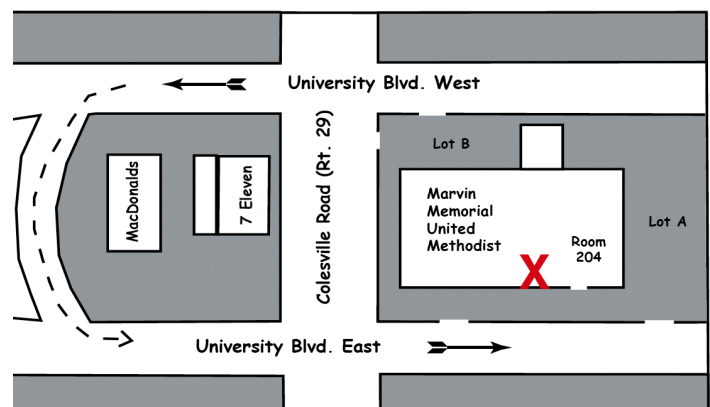 University Blvd. West
MacDonalds
7 Eleven
Colesville Road (Rt. 29)
Lot B
Marvin
Memorial
United
Methodist
Room
204
X
Lot A
University Blvd. East